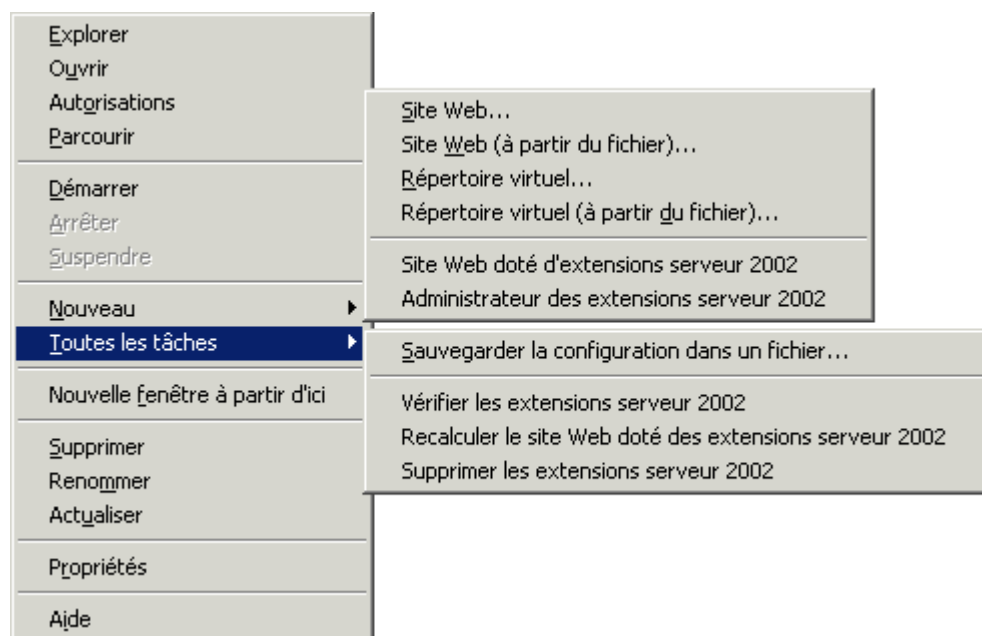 Explorer
Ouvrir
Autorisations
Parcourir
Démarrer
Arrêter
Suspendre
Nouveau
Toutes les tâches
Nouvelle fenêtre à partir d'ici
Supprimer
Renommer
Actualiser
Propriétés
Aide
Site Web...
Site Web (à partir du fichier)...
Répertoire virtuel...
Répertoire virtuel (à partir du fichier)...
Site Web doté d'extensions serveur 2002
Administrateur des extensions serveur 2002
Sauvegarder la configuration dans un fichier...
Vérifier les extensions serveur 2002
Recalculer le site Web doté des extensions serveur 2002
Supprimer les extensions serveur 2002